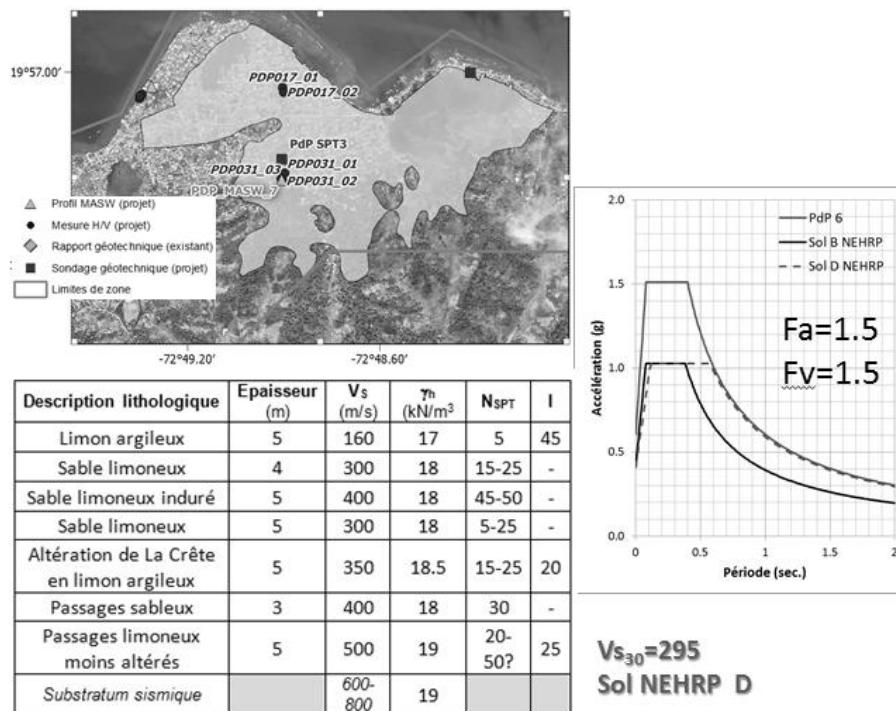 19°57.00'
PDP017_01
PDP017_02
PdP SPT3
PDP031_01
PDP031_03
PDP031_02
PDP_MASW_7
Profil MASW (projet)
Mesure H/V (projet)
Rapport géotechnique (existant)
Sondage géotechnique (projet)
Limites de zone
-72°49.20' -72°48.60'
Description lithologique Epaisseur (m) Vs (m/s) γh (kN/m³ NSPT I
Limon argileux 5 160 17 5 45
Sable limoneux 4 300 18 15-25 -
Sable limoneux induré 5 400 18 45-50 -
Sable limoneux 5 300 18 5-25 -
Altération de La Crête en limon argileux 5 350 18.5 15-25 20
Passages sableux 3 400 18 30 -
Passages limoneux moins altérés 5 500 19 20-50? 25
Substratum sismique 600-800 19
2.0
1.5
1.0
0.5
0.0
Accélération (g)
PdP 6
Sol B NEHRP
Sol D NEHRP
Fa=1.5
Fv=1.5
0 0.5 1 1.5 2
Période (sec.)
Vs30=295
Sol NEHRP D